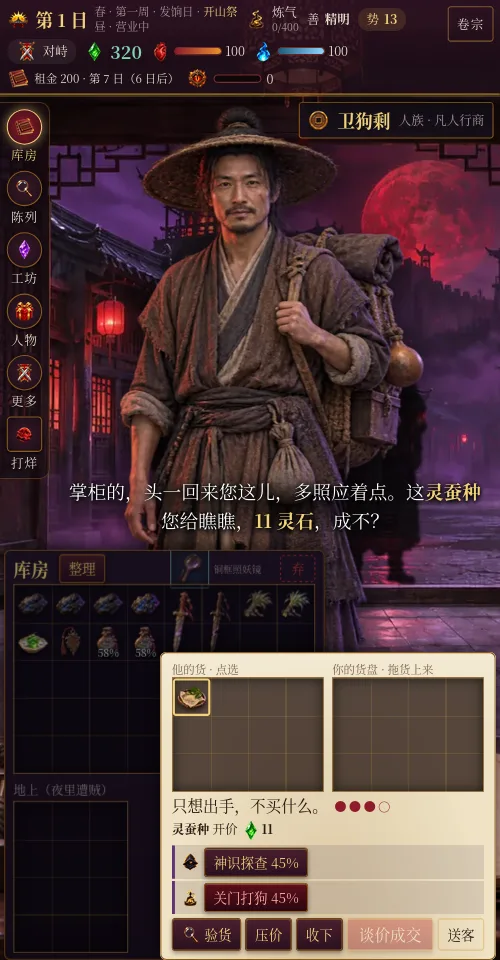 第1日
春·第一周·发饷日·开山祭
昼·营业中
炼气
0/400
善 精明
势 13
卷宗
对峙
320
100
100
租金 200·第 7 日（6 日后）
0
库房
陈列
工坊
人物
更多
打烊
卫狗剩 人族·凡人行商
掌柜的，头一回来您这儿，多照应着点。这灵蚕种
您给瞧瞧，11 灵石，成不？
库房
整理
铜框照妖镜
弃
58%
58%
地上（夜里遭贼）
他的货·点选
你的货盘·拖货上来
只想出手，不买什么。
灵蚕种 开价 11
神识探查 45%
关门打狗 45%
验货
压价
收下
谈价成交
送客